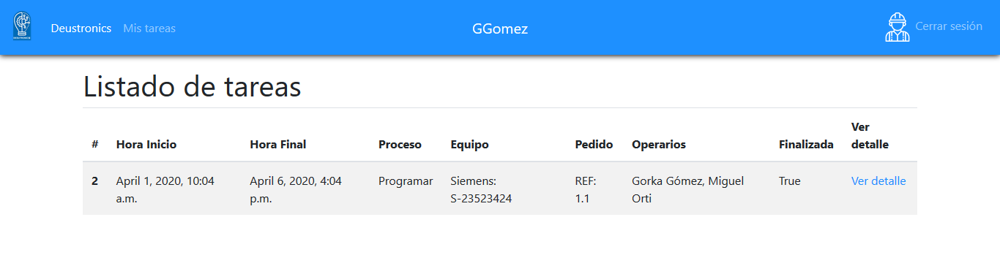 DEUSTRONICS
Deustronics Mis tareas GGomez Cerrar sesión
Listado de tareas
# Hora Inicio Hora Final Proceso Equipo Pedido Operarios Finalizada Ver detalle
2 April 1, 2020, 10:04 a.m. April 6, 2020, 4:04 p.m. Programar Siemens: S-23523424 REF: 1.1 Gorka Gómez, Miguel Orti True Ver detalle